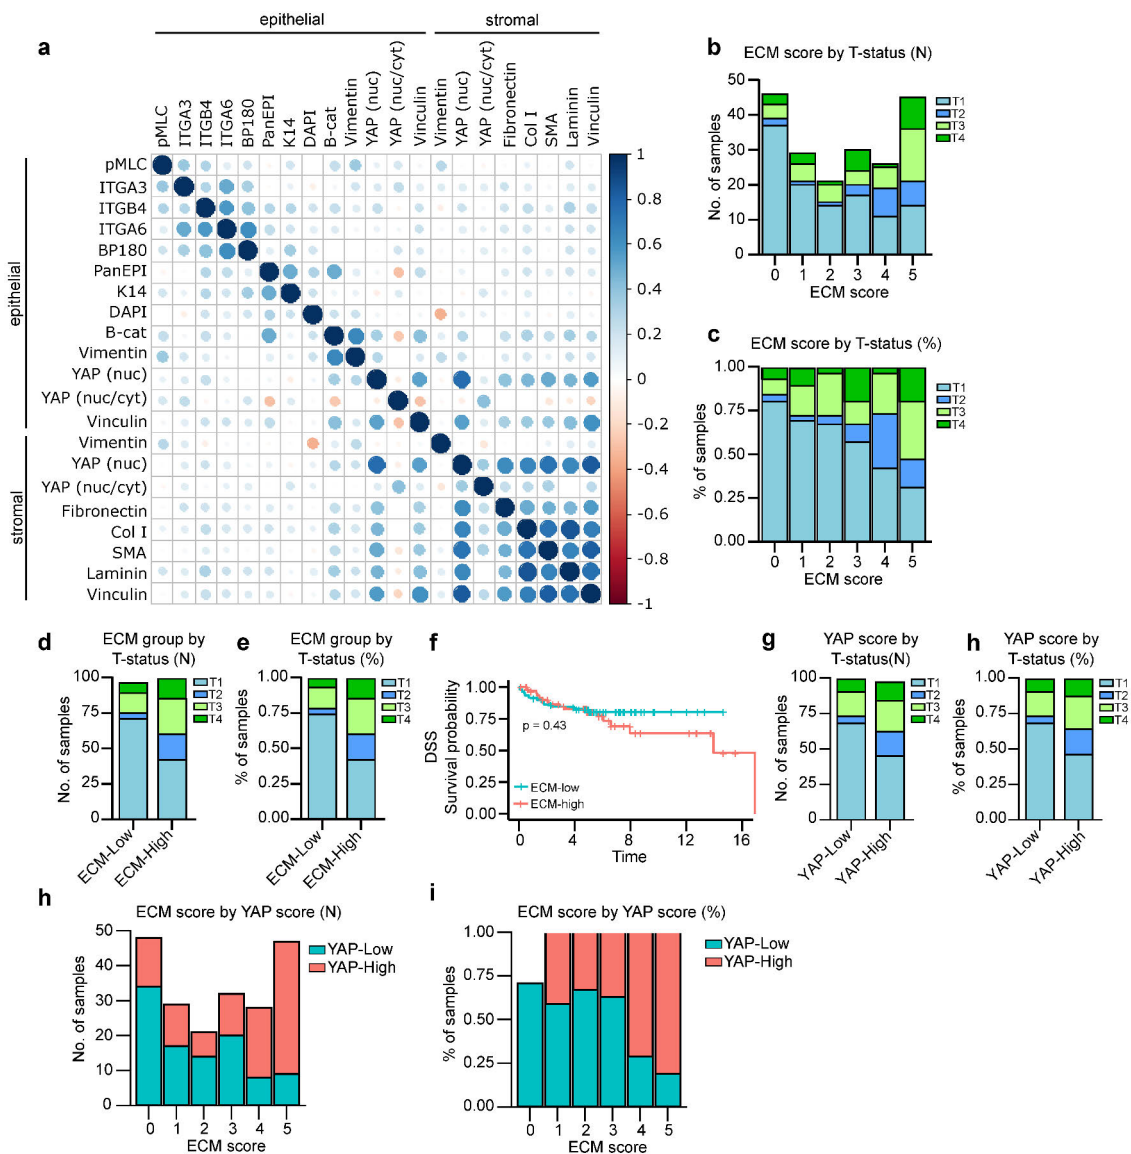 epithelial
stromal
a
pMLC
ITGA3
ITGB4
ITGA6
BP180
PanEPI
K14
DAPI
B-cat
Vimentin
YAP (nuc)
YAP (nuc/cyt)
Vinculin
Vimentin
YAP (nuc)
YAP (nuc/cyt)
Fibronectin
Col I
SMA
Laminin
Vinculin
epithelial
stromal
pMLC
ITGA3
ITGB4
ITGA6
BP180
PanEPI
K14
DAPI
B-cat
Vimentin
YAP (nuc)
YAP (nuc/cyt)
Vinculin
Vimentin
YAP (nuc)
YAP (nuc/cyt)
Fibronectin
Col I
SMA
Laminin
Vinculin
1
0.8
0.6
0.4
0.2
0
-0.2
-0.4
-0.6
-0.8
-1
b
ECM score by T-status (N)
No. of samples
50
40
30
20
10
0
0 1 2 3 4 5
ECM score
T1
T2
T3
T4
c
ECM score by T-status (%)
% of samples
1.00
0.75
0.50
0.25
0.00
0 1 2 3 4 5
ECM score
T1
T2
T3
T4
d
ECM group by
T-status (N)
No. of samples
100
75
50
25
0
ECM-Low
ECM-High
T1
T2
T3
T4
e
ECM group by
T-status (%)
% of samples
1.00
0.75
0.50
0.25
0.00
ECM-Low
ECM-High
T1
T2
T3
T4
f
DSS
Survival probability
1.00
0.75
0.50
0.25
0.00
p = 0.43
ECM-low
ECM-high
0 4 8 12 16
Time
g
YAP score by
T-status(N)
No. of samples
100
75
50
25
0
YAP-Low
YAP-High
T1
T2
T3
T4
h
YAP score by
T-status (%)
% of samples
1.00
0.75
0.50
0.25
0.00
YAP-Low
YAP-High
T1
T2
T3
T4
h
ECM score by YAP score (N)
No. of samples
50
40
30
20
10
0
0 1 2 3 4 5
ECM score
YAP-Low
YAP-High
i
ECM score by YAP score (%)
% of samples
1.00
0.75
0.50
0.25
0.00
0 1 2 3 4 5
ECM score
YAP-Low
YAP-High